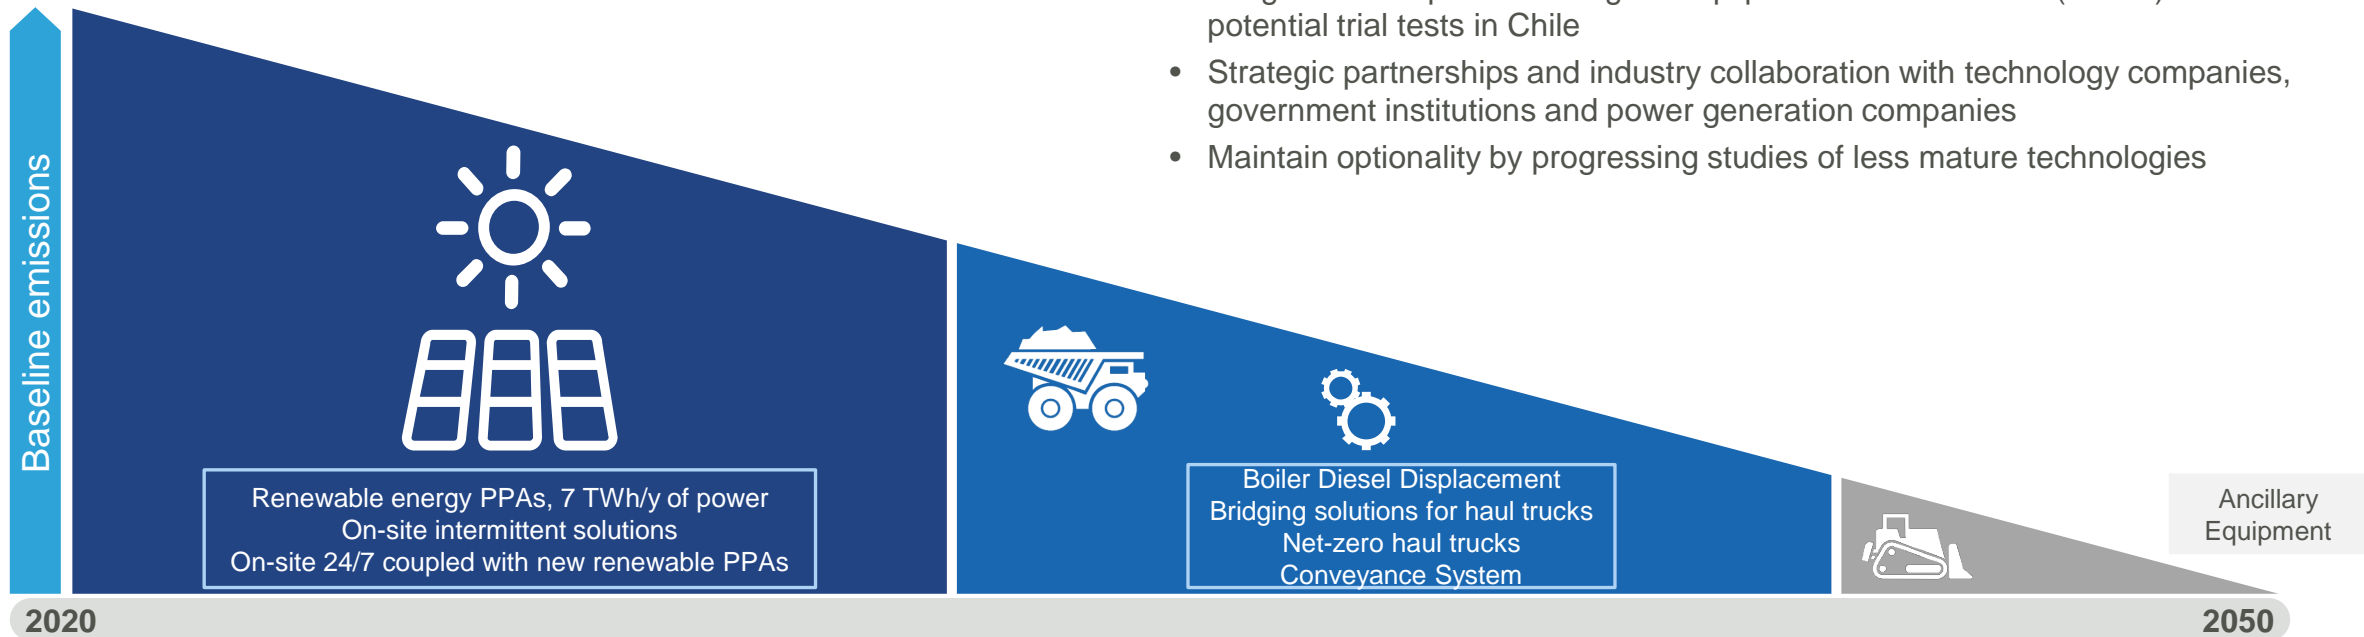 potential trial tests in Chile
• Strategic partnerships and industry collaboration with technology companies,
government institutions and power generation companies
• Maintain optionality by progressing studies of less mature technologies
Baseline emissions
Renewable energy PPAs, 7 TWh/y of power
On-site intermittent solutions
On-site 24/7 coupled with new renewable PPAs
Boiler Diesel Displacement
Bridging solutions for haul trucks
Net-zero haul trucks
Conveyance System
Ancillary
Equipment
2020
2050